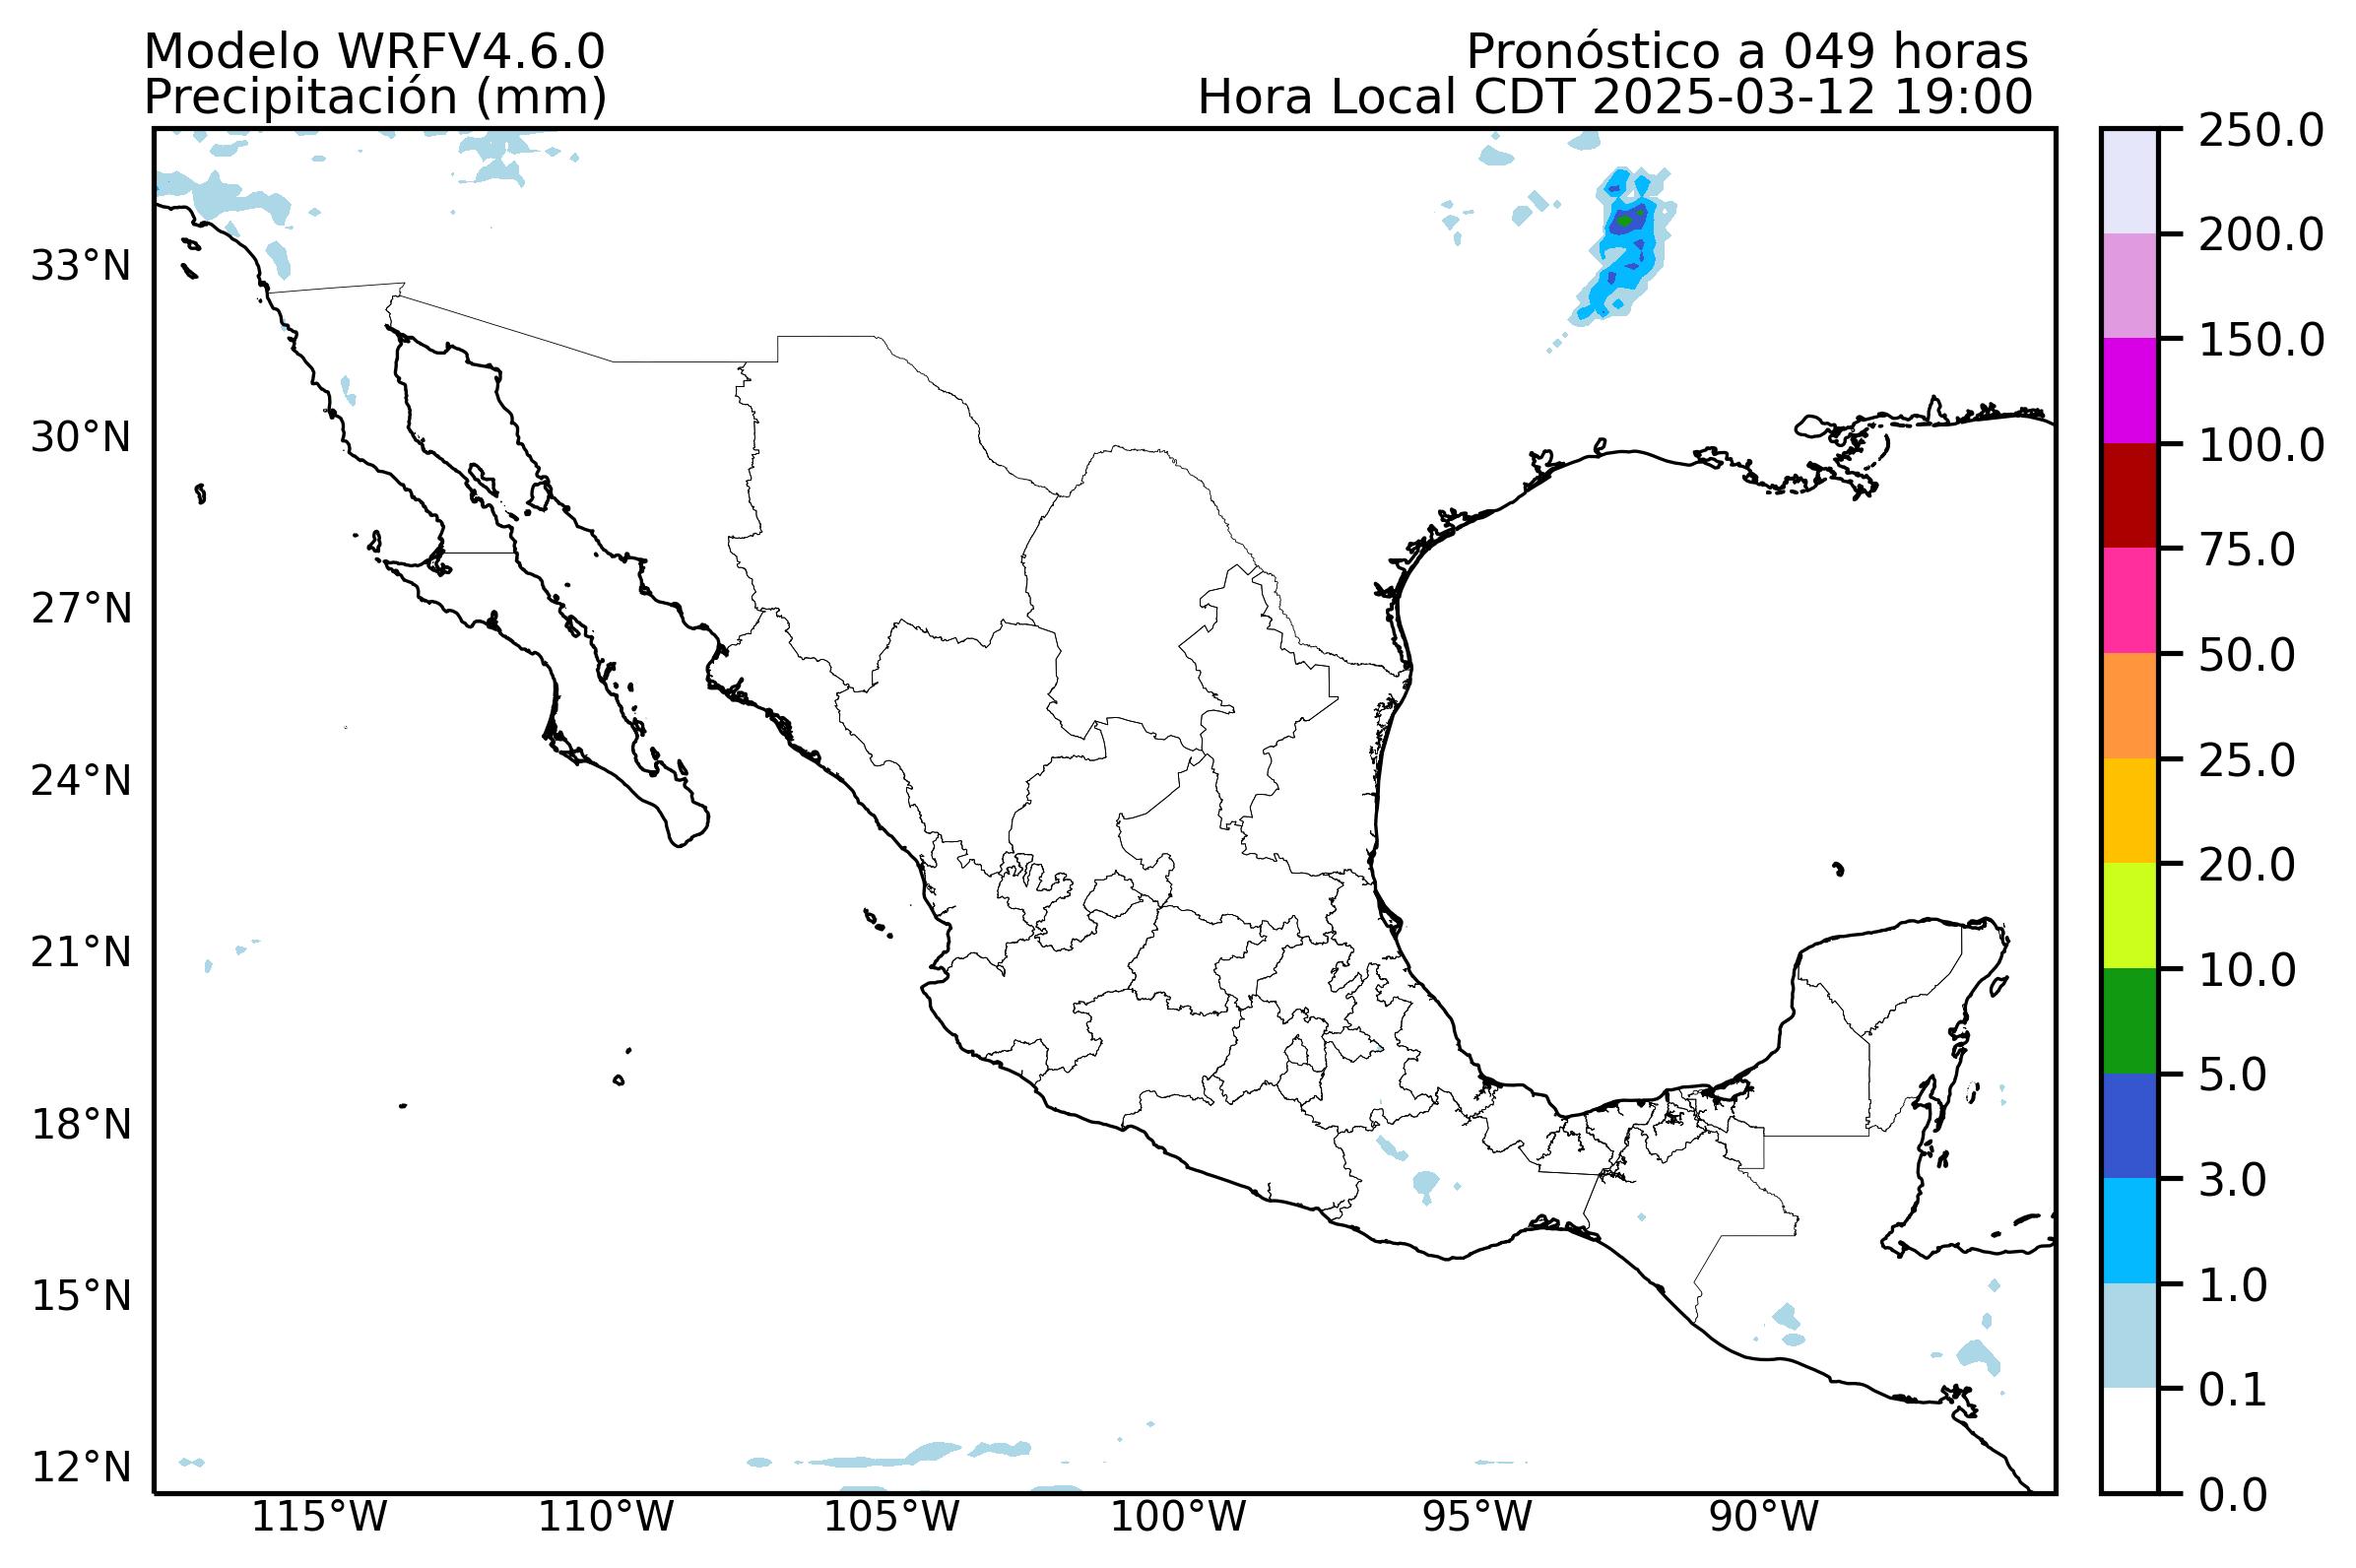 Modelo WRFV4.6.0
Pronóstico a 049 horas
Precipitación (mm)
Hora Local CDT 2025-03-12 19:00
33°N
30°N
27°N
24°N
21°N
18°N
15°N
12°N
115°W
110°W
105°W
100°W
95°W
90°W
250.0
200.0
150.0
100.0
75.0
50.0
25.0
20.0
10.0
5.0
3.0
1.0
0.1
0.0